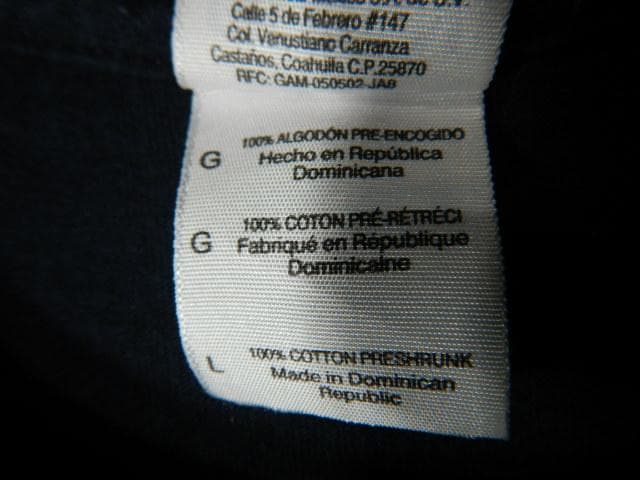 Calle 5 de Febrero #147
Col. Venustiano Carranza
Castaños, Coahuila C.P.25870
RFC: GAM-050502-JA8
G
100% ALGODÓN PRE-ENCOGIDO
Hecho en República
Dominicana
G
100% COTON PRÉ-RÉTRÉCI
Fabriqué en Republique
Dominicaine
L
100% COTTON PRESHRUNK
Made in Dominican
Republic